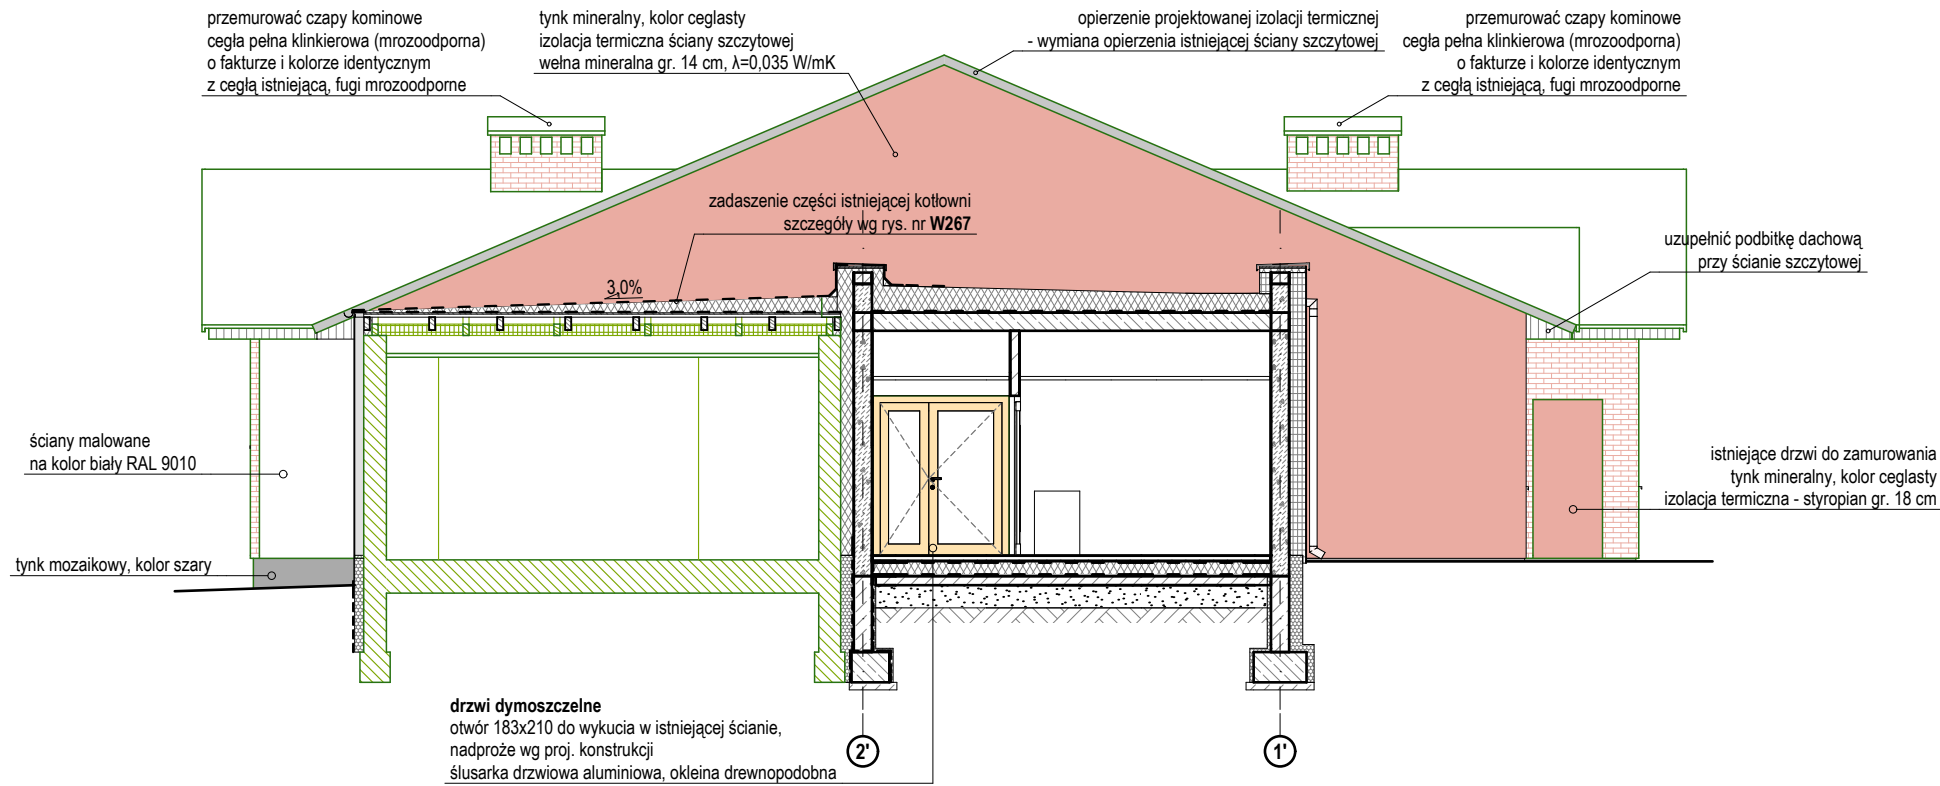 przemurować czapy kominowe
cegła pełna klinkierowa (mrozoodporna)
o fakturze i kolorze identycznym
z cegłą istniejącą, fugi mrozoodporne
tynk mineralny, kolor ceglasty
izolacja termiczna ściany szczytowej
wełna mineralna gr. 14 cm, λ=0,035 W/mK
opierzenie projektowanej izolacji termicznej
- wymiana opierzenia istniejącej ściany szczytowej
przemurować czapy kominowe
cegła pełna klinkierowa (mrozoodporna)
o fakturze i kolorze identycznym
z cegłą istniejącą, fugi mrozoodporne
zadaszenie części istniejącej kotłowni
szczegóły wg rys. nr W267
uzupełnić podbitkę dachową
przy ścianie szczytowej
3,0%
ściany malowane
na kolor biały RAL 9010
istniejące drzwi do zamurowania
tynk mineralny, kolor ceglasty
izolacja termiczna - styropian gr. 18 cm
tynk mozaikowy, kolor szary
drzwi dymoszczelne
otwór 183x210 do wykucia w istniejącej ścianie,
nadproże wg proj. konstrukcji
ślusarka drzwiowa aluminiowa, okleina drewnopodobna
2'
1'